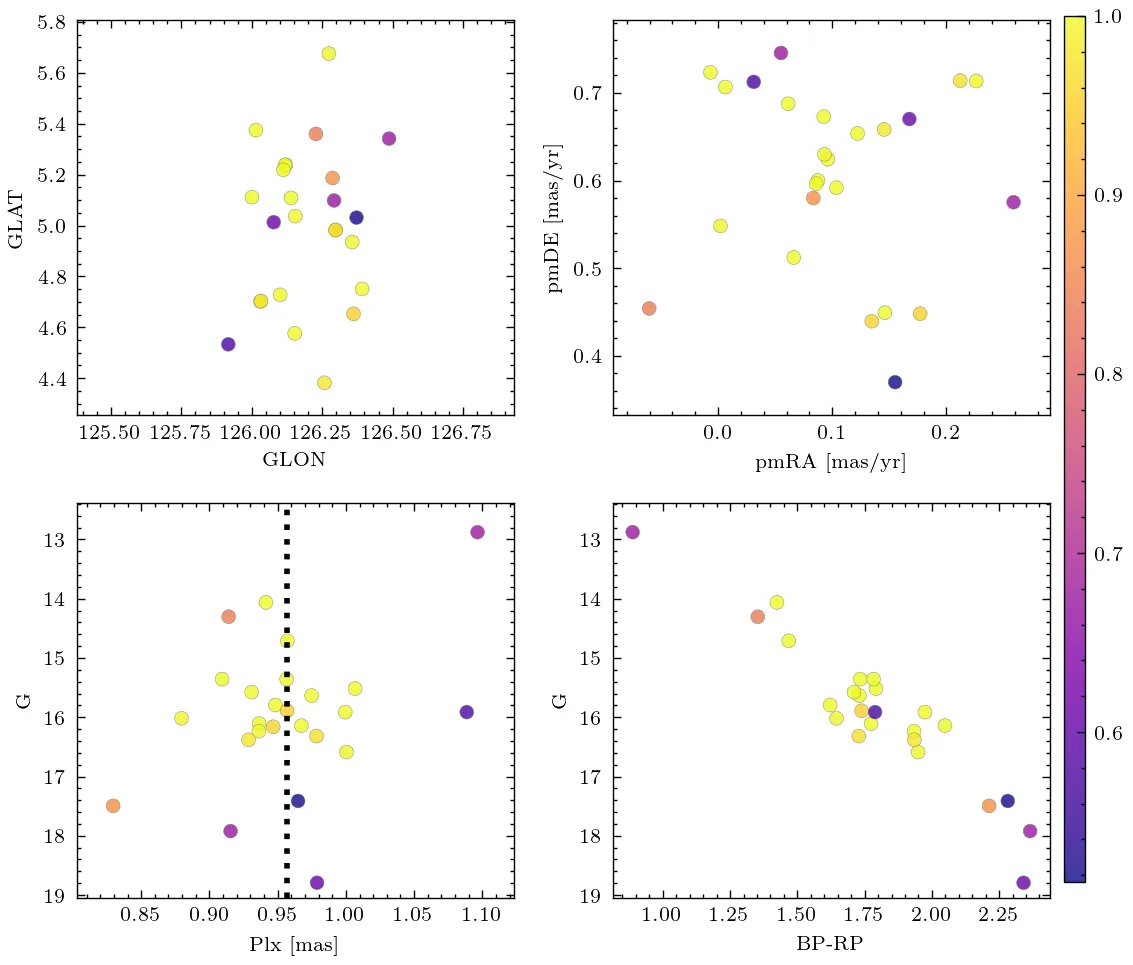 5.8
5.6
5.4
5.2
5.0
4.8
4.6
4.4
GLAT
125.50 125.75 126.00 126.25 126.50 126.75
GLON
0.7
0.6
0.5
0.4
pmDE [mas/yr]
0.0 0.1 0.2
pmRA [mas/yr]
13
14
15
16
17
18
19
G
0.85 0.90 0.95 1.00 1.05 1.10
Plx [mas]
13
14
15
16
17
18
19
G
1.00 1.25 1.50 1.75 2.00 2.25
BP-RP
1.0
0.9
0.8
0.7
0.6